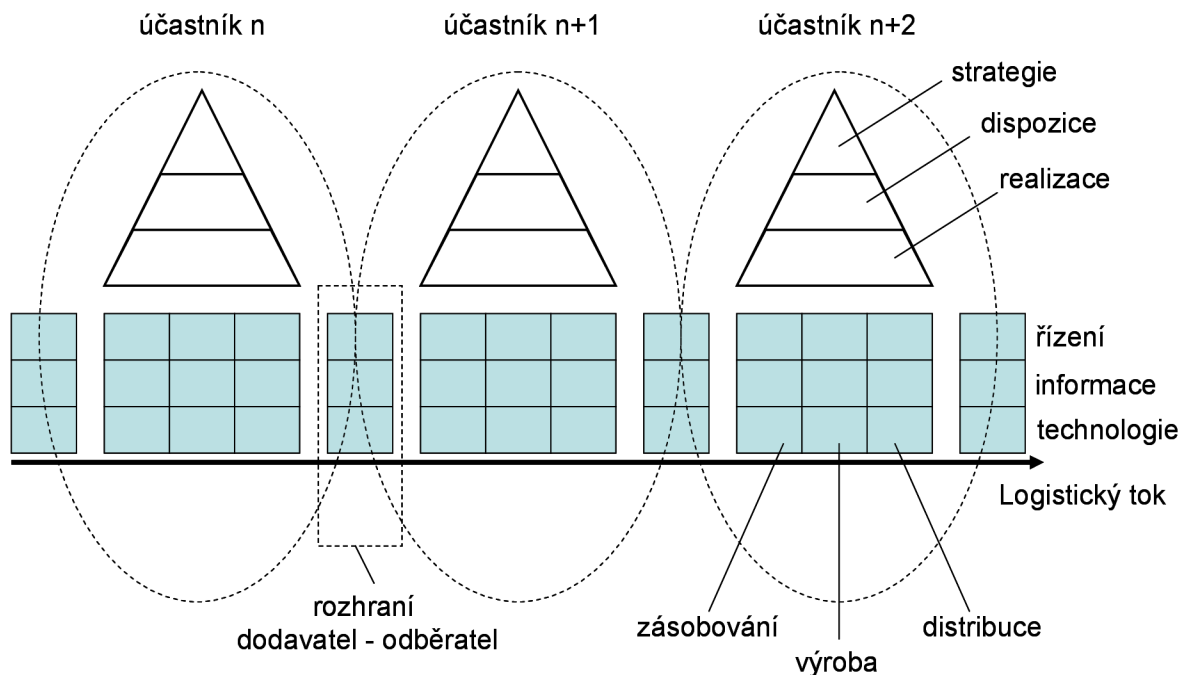 účastník n
účastník n+1
účastník n+2
strategie
dispozice
realizace
řízení
informace
technologie
Logistický tok
rozhraní
dodavatel - odběratel
zásobování
výroba
distribuce